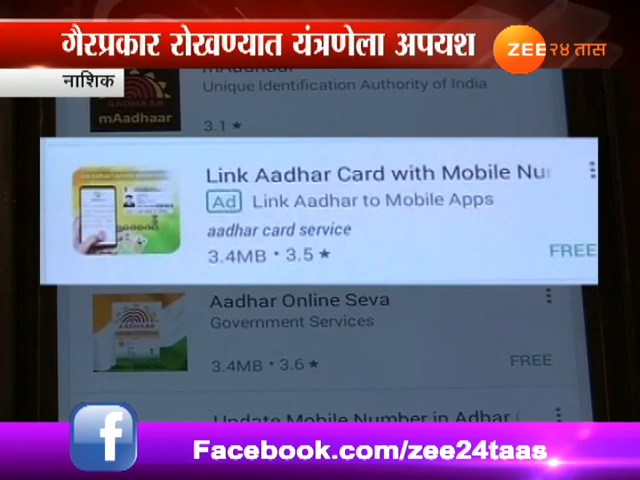 गैरप्रकार रोखण्यात यंत्रणेला अपयश
ZEE २४ तास
नाशिक
mAadhaar
Unique Identification Authority of India
AADHAAR
mAadhaar
3.1 ★
Link Aadhar Card with Mobile Nu
Ad Link Aadhar to Mobile Apps
aadhar card service
3.4MB • 3.5 ★
FREE
Aadhar Online Seva
Government Services
AADHAAR
3.4MB • 3.6 ★
FREE
Update Mobile Number in Adhar (
Facebook.com/zee24taas